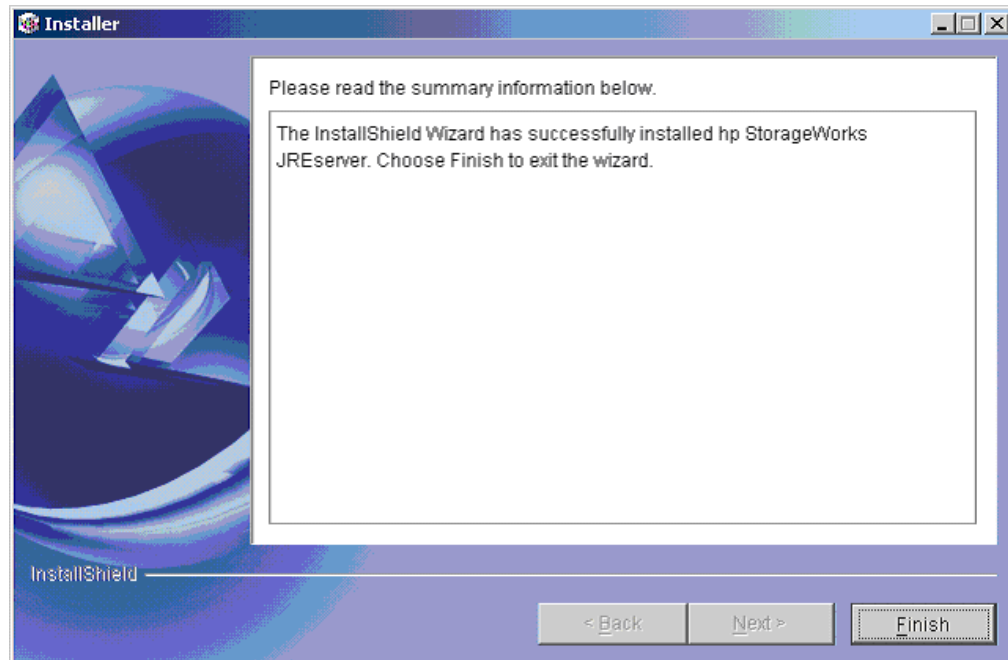 Installer
Please read the summary information below.
The InstallShield Wizard has successfully installed hp StorageWorks
JREserver. Choose Finish to exit the wizard.
InstallShield
< Back
Next >
Finish